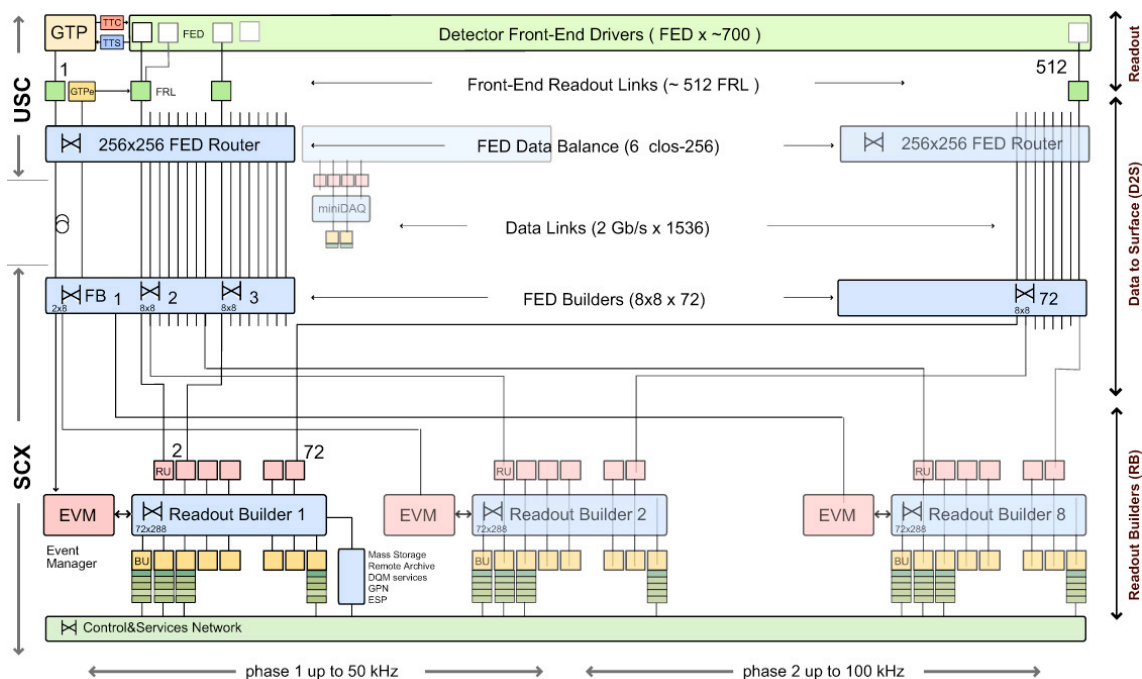 GTP
TTC
TTS
FED
Detector Front-End Drivers ( FED x ~700 )
Readout
USC
1
512
GTPe
FRL
Front-End Readout Links (~ 512 FRL )
256x256 FED Router
FED Data Balance (6 clos-256)
256x256 FED Router
miniDAQ
Data Links (2 Gb/s x 1536)
Data to Surface (D2S)
FB
1
2
3
2x8
8x8
8x8
FED Builders (8x8 x 72)
72
8x8
SCX
2
72
RU
RU
RU
EVM
Readout Builder 1
72x288
EVM
Readout Builder 2
72x288
EVM
Readout Builder 8
72x288
Readout Builders (RB)
Event
Manager
BU
BU
BU
Mass Storage
Remote Archive
DQM services
GPN
ESP
Control&Services Network
phase 1 up to 50 kHz
phase 2 up to 100 kHz